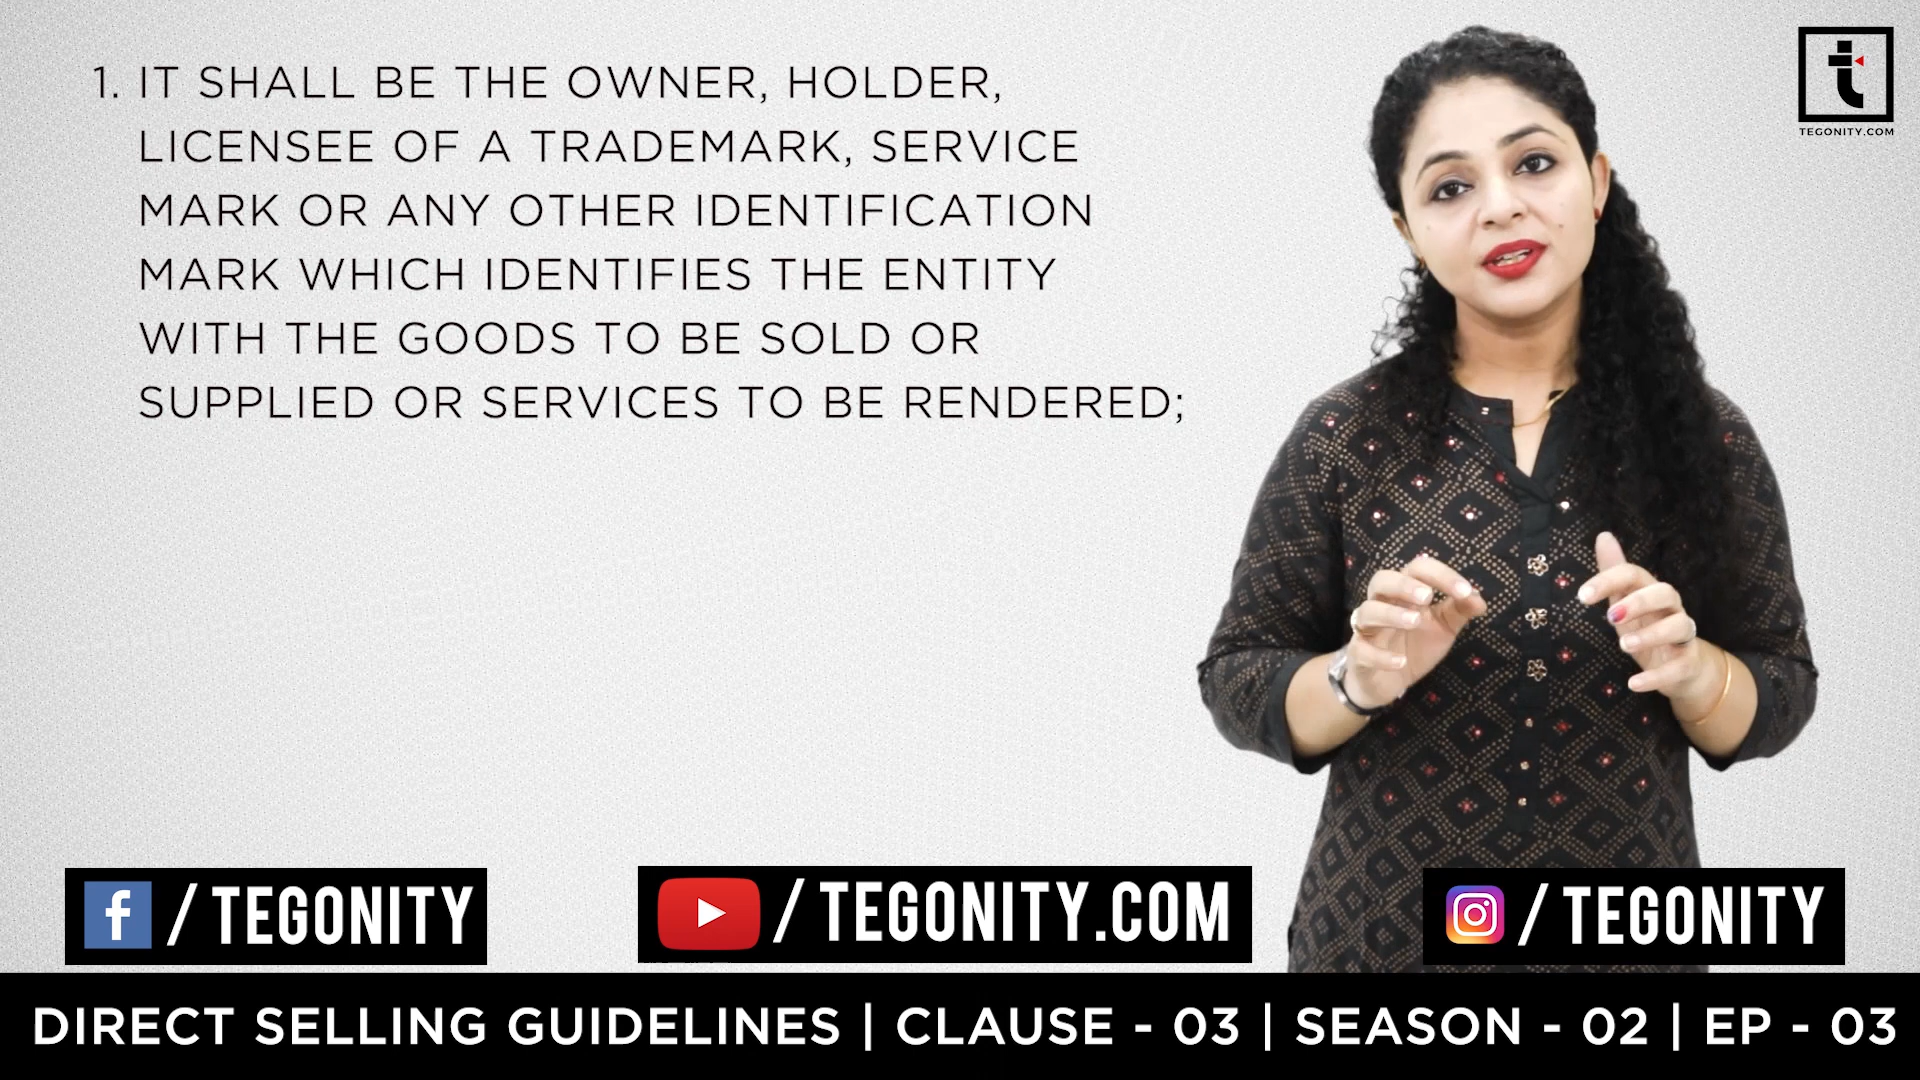 1. IT SHALL BE THE OWNER, HOLDER,
LICENSEE OF A TRADEMARK, SERVICE
MARK OR ANY OTHER IDENTIFICATION
MARK WHICH IDENTIFIES THE ENTITY
WITH THE GOODS TO BE SOLD OR
SUPPLIED OR SERVICES TO BE RENDERED;
t
TEGONITY.COM
f /TEGONITY
/TEGONITY.COM
/TEGONITY
DIRECT SELLING GUIDELINES | CLAUSE - 03 | SEASON - 02 | EP - 03